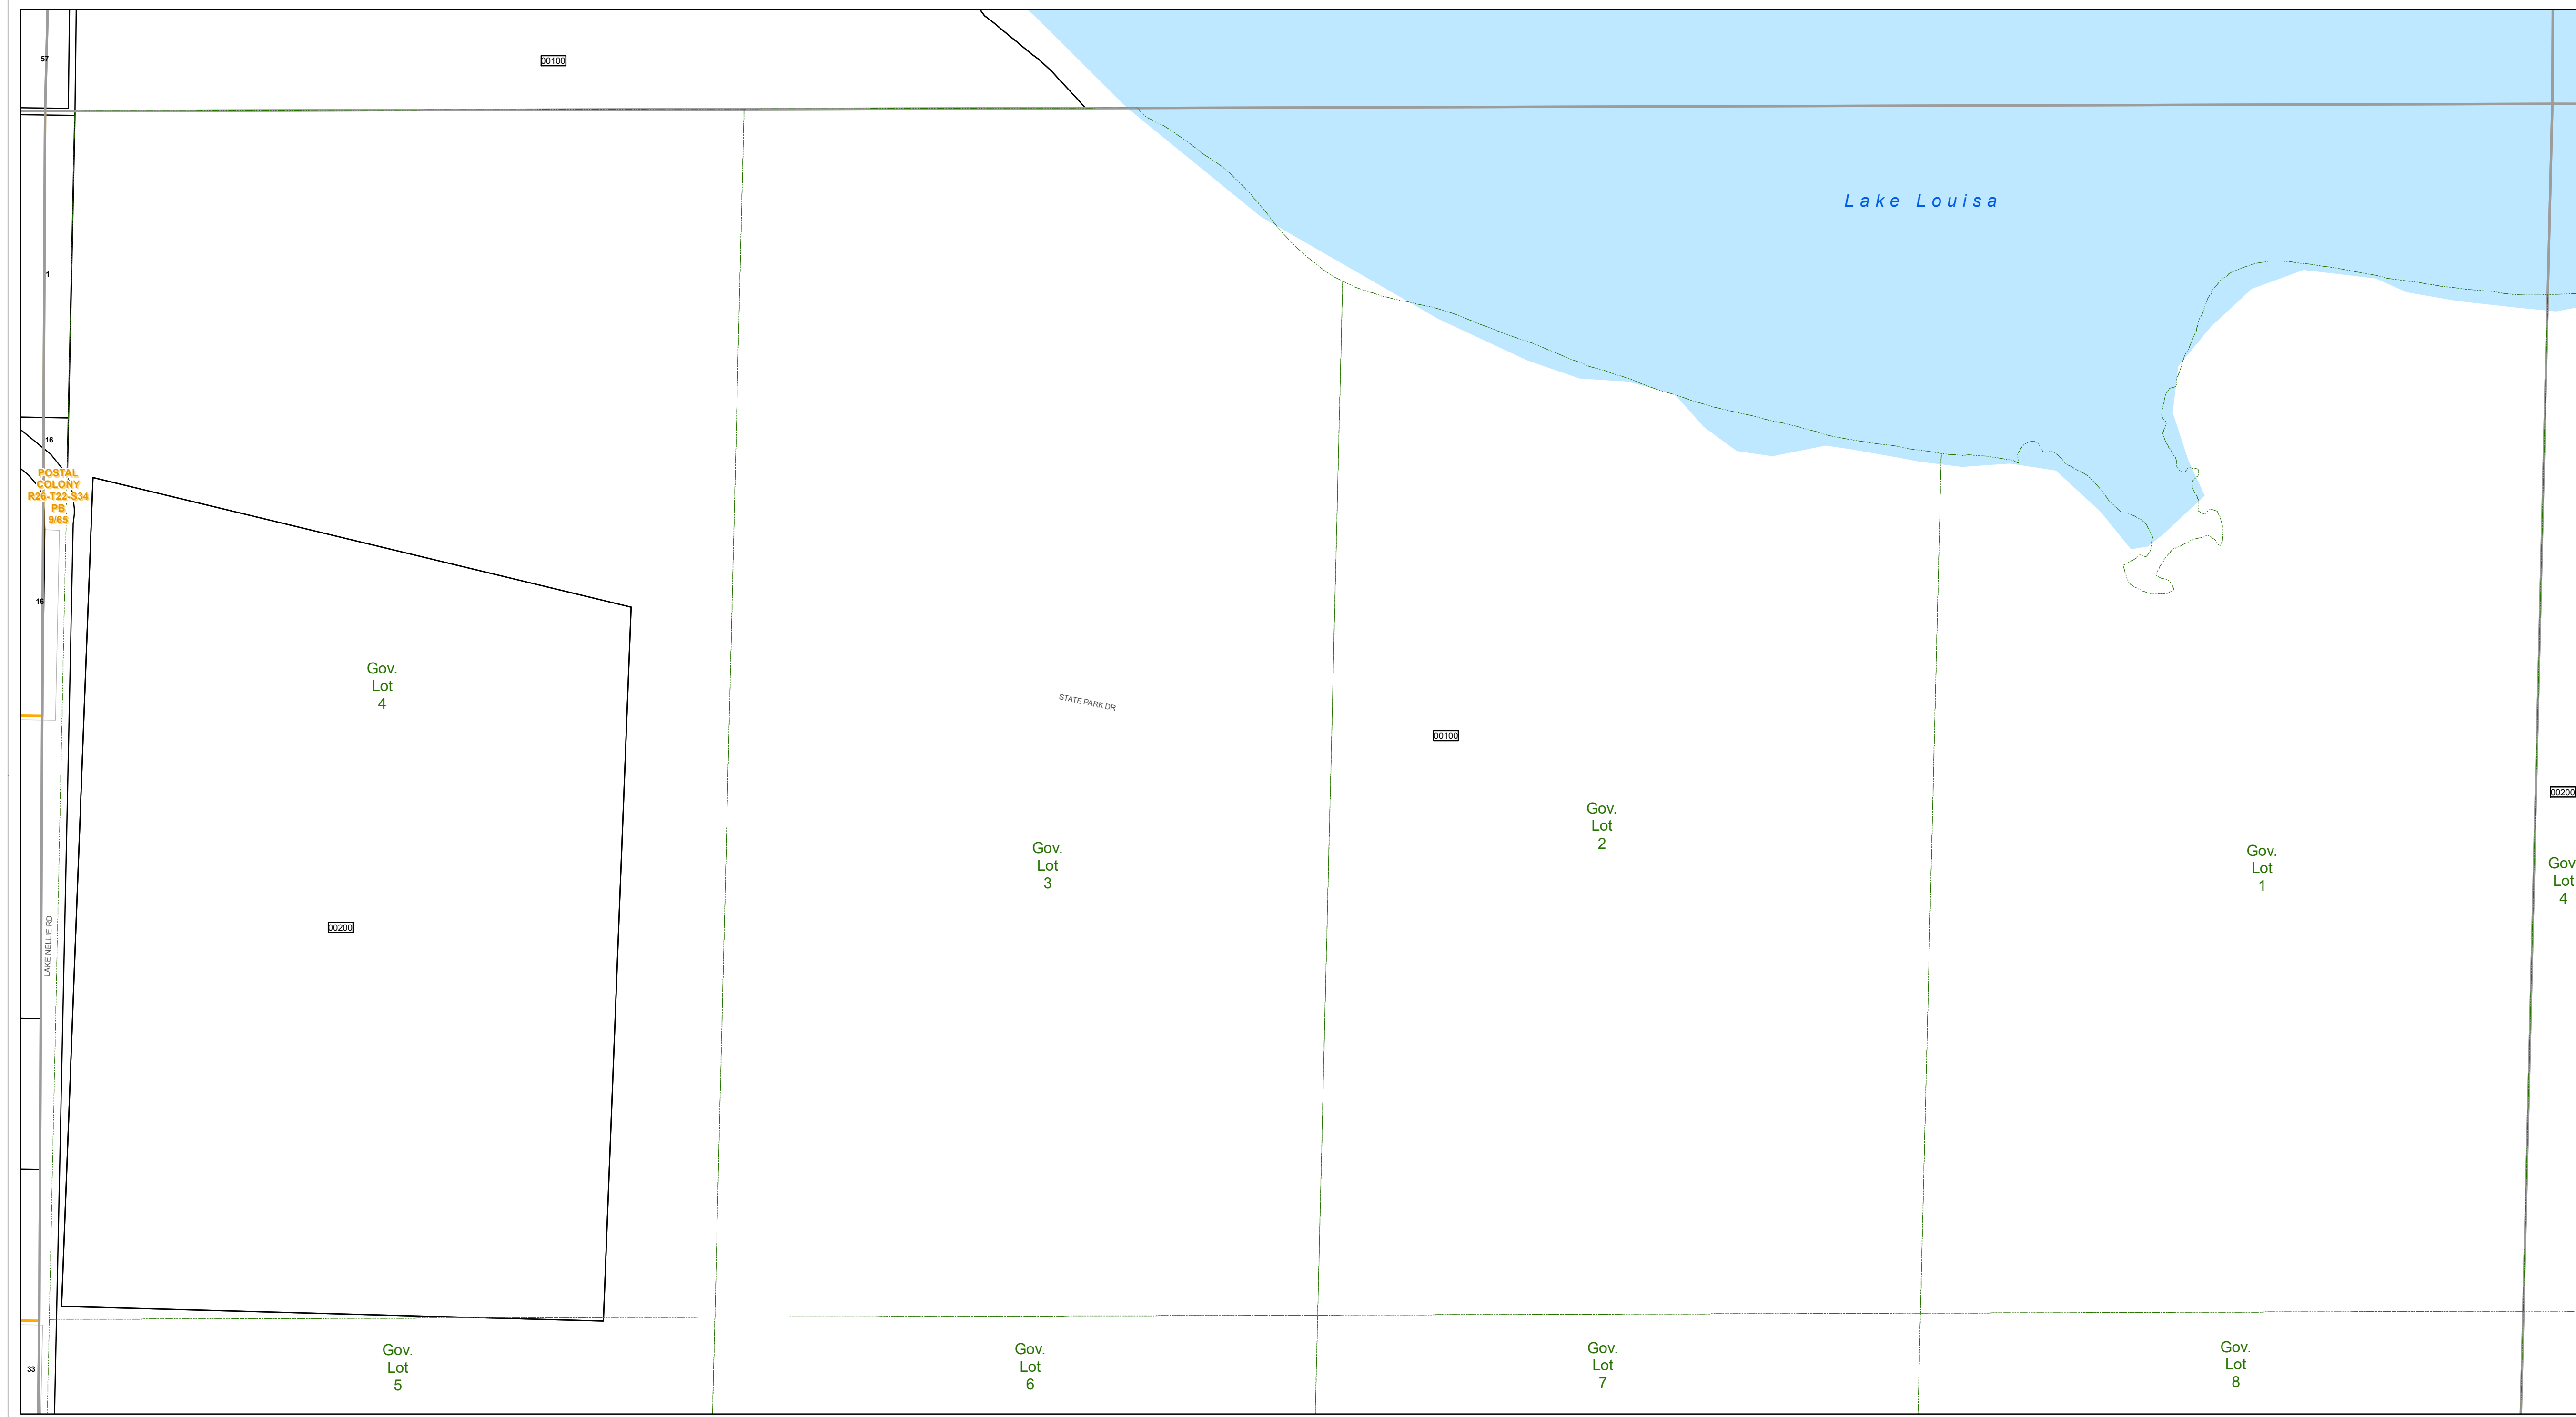 57
00100
Lake Louisa
1
16
POSTAL
COLONY
R26-T22-S34
PB
9/65
16
Gov.
Lot
4
STATE PARK DR
00100
00200
Gov.
Lot
2
Gov.
Lot
3
Gov.
Lot
1
Gov
Lot
4
00200
LAKE NELLIE RD
33
Gov.
Lot
5
Gov.
Lot
6
Gov.
Lot
7
Gov.
Lot
8